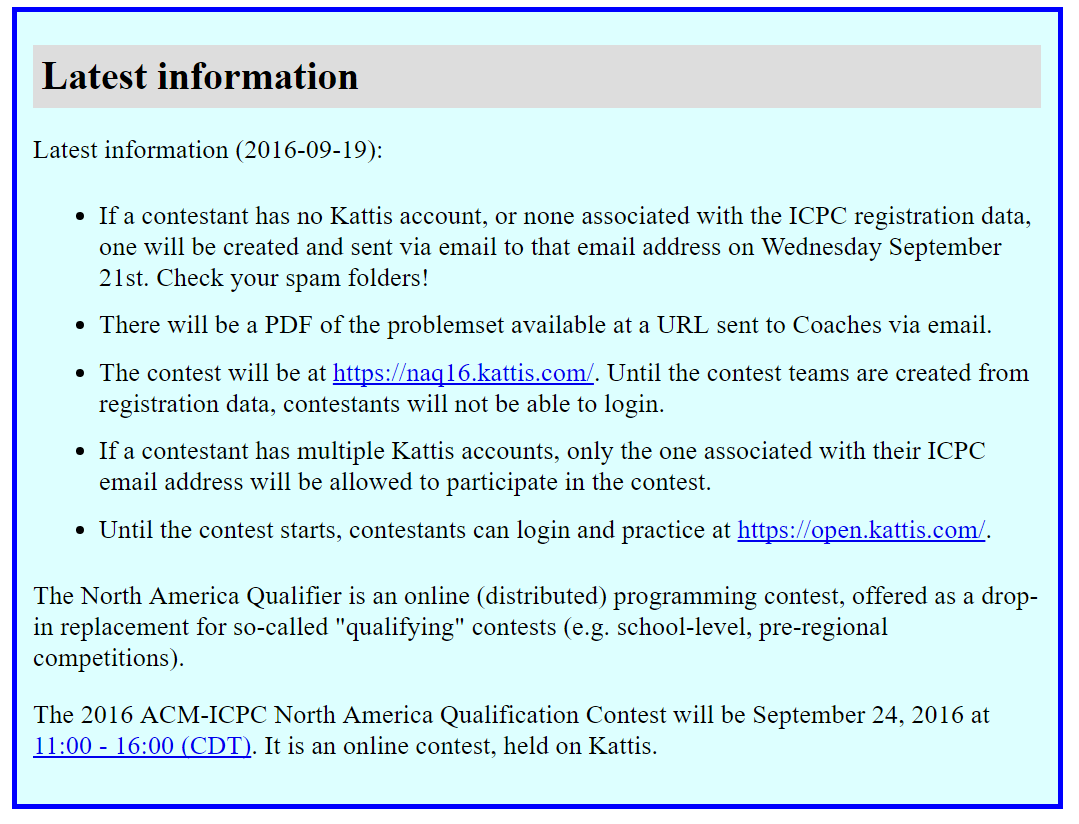 Latest information
Latest information (2016-09-19):
• If a contestant has no Kattis account, or none associated with the ICPC registration data,
one will be created and sent via email to that email address on Wednesday September
21st. Check your spam folders!
• There will be a PDF of the problemset available at a URL sent to Coaches via email.
• The contest will be at https://naq16.kattis.com/. Until the contest teams are created from
registration data, contestants will not be able to login.
• If a contestant has multiple Kattis accounts, only the one associated with their ICPC
email address will be allowed to participate in the contest.
• Until the contest starts, contestants can login and practice at https://open.kattis.com/.
The North America Qualifier is an online (distributed) programming contest, offered as a drop-
in replacement for so-called "qualifying" contests (e.g. school-level, pre-regional
competitions).
The 2016 ACM-ICPC North America Qualification Contest will be September 24, 2016 at
11:00 - 16:00 (CDT). It is an online contest, held on Kattis.